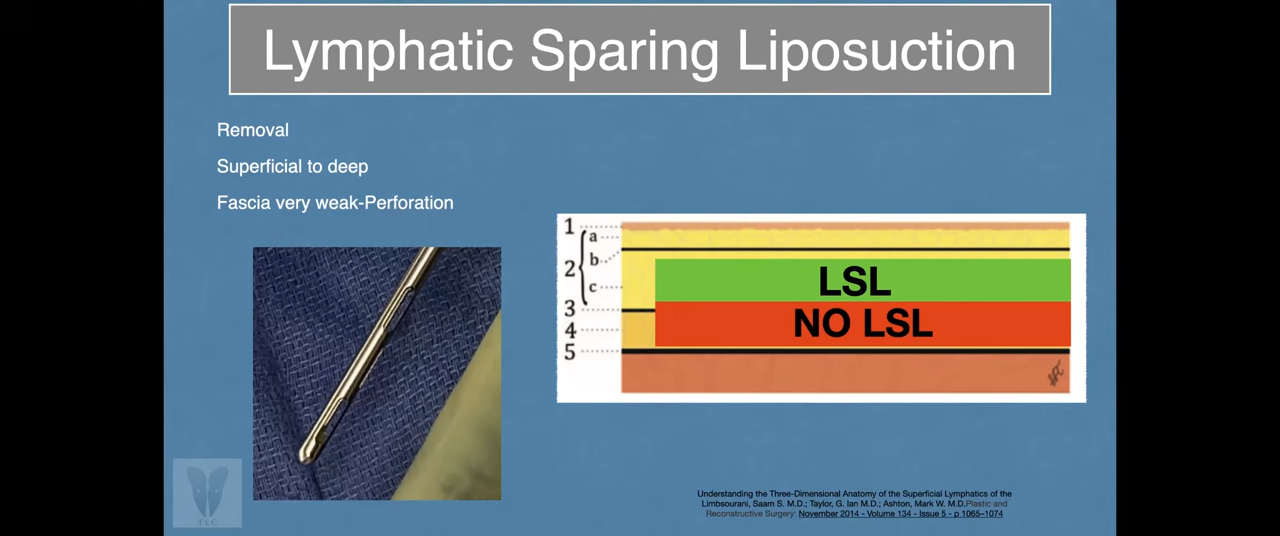 Lymphatic Sparing Liposuction
Removal
Superficial to deep
Fascia very weak-Perforation
1
a
b
2
c
3
4
5
LSL
NO LSL
Understanding the Three-Dimensional Anatomy of the Superficial Lymphatics of the
Limbsourani, Saam S. M.D.; Taylor, G. Ian M.D.; Ashton, Mark W. M.D.Plastic and
Reconstructive Surgery: November 2014 - Volume 134 - Issue 5 - p 1065–1074
TLC